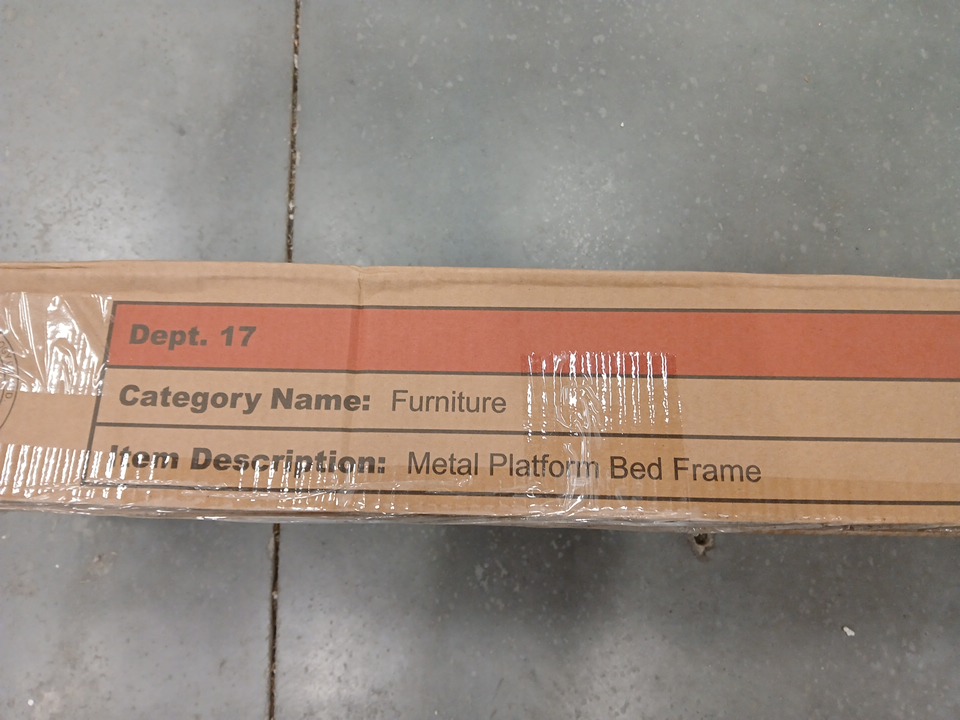 Dept. 17
Category Name: Furniture
Item Description: Metal Platform Bed Frame